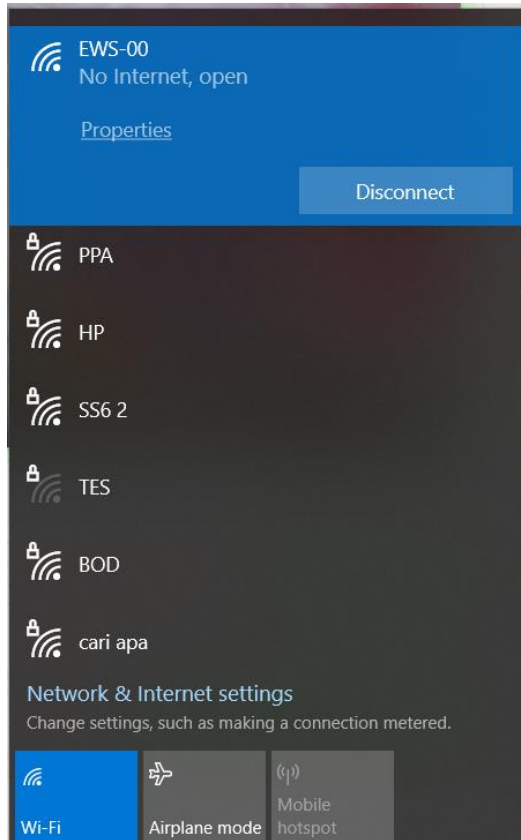 EWS-00
No Internet, open
Properties
Disconnect
PPA
HP
SS6 2
TES
BOD
cari apa
Network & Internet settings
Change settings, such as making a connection metered.
Wi-Fi
Airplane mode
Mobile
hotspot